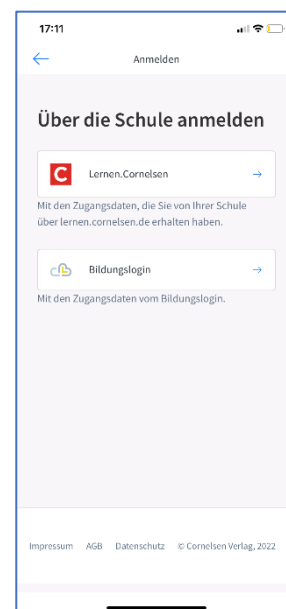 17:11
Anmelden
Über die Schule anmelden
C Lernen.Cornelsen
Mit den Zugangsdaten, die Sie von Ihrer Schule
über lernen.cornelsen.de erhalten haben.
Bildungslogin
Mit den Zugangsdaten vom Bildungslogin.
Impressum AGB Datenschutz © Cornelsen Verlag, 2022